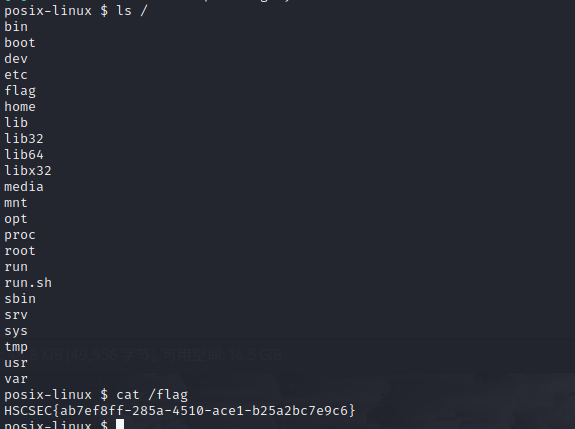 posix-linux $ ls /
bin
boot
dev
etc
flag
home
lib
lib32
lib64
libx32
media
mnt
opt
proc
root
run
run.sh
sbin
srv
sys
tmp
usr
var
posix-linux $ cat /flag
HSCSEC{ab7ef8ff-285a-4510-ace1-b25a2bc7e9c6}
posix-linux $